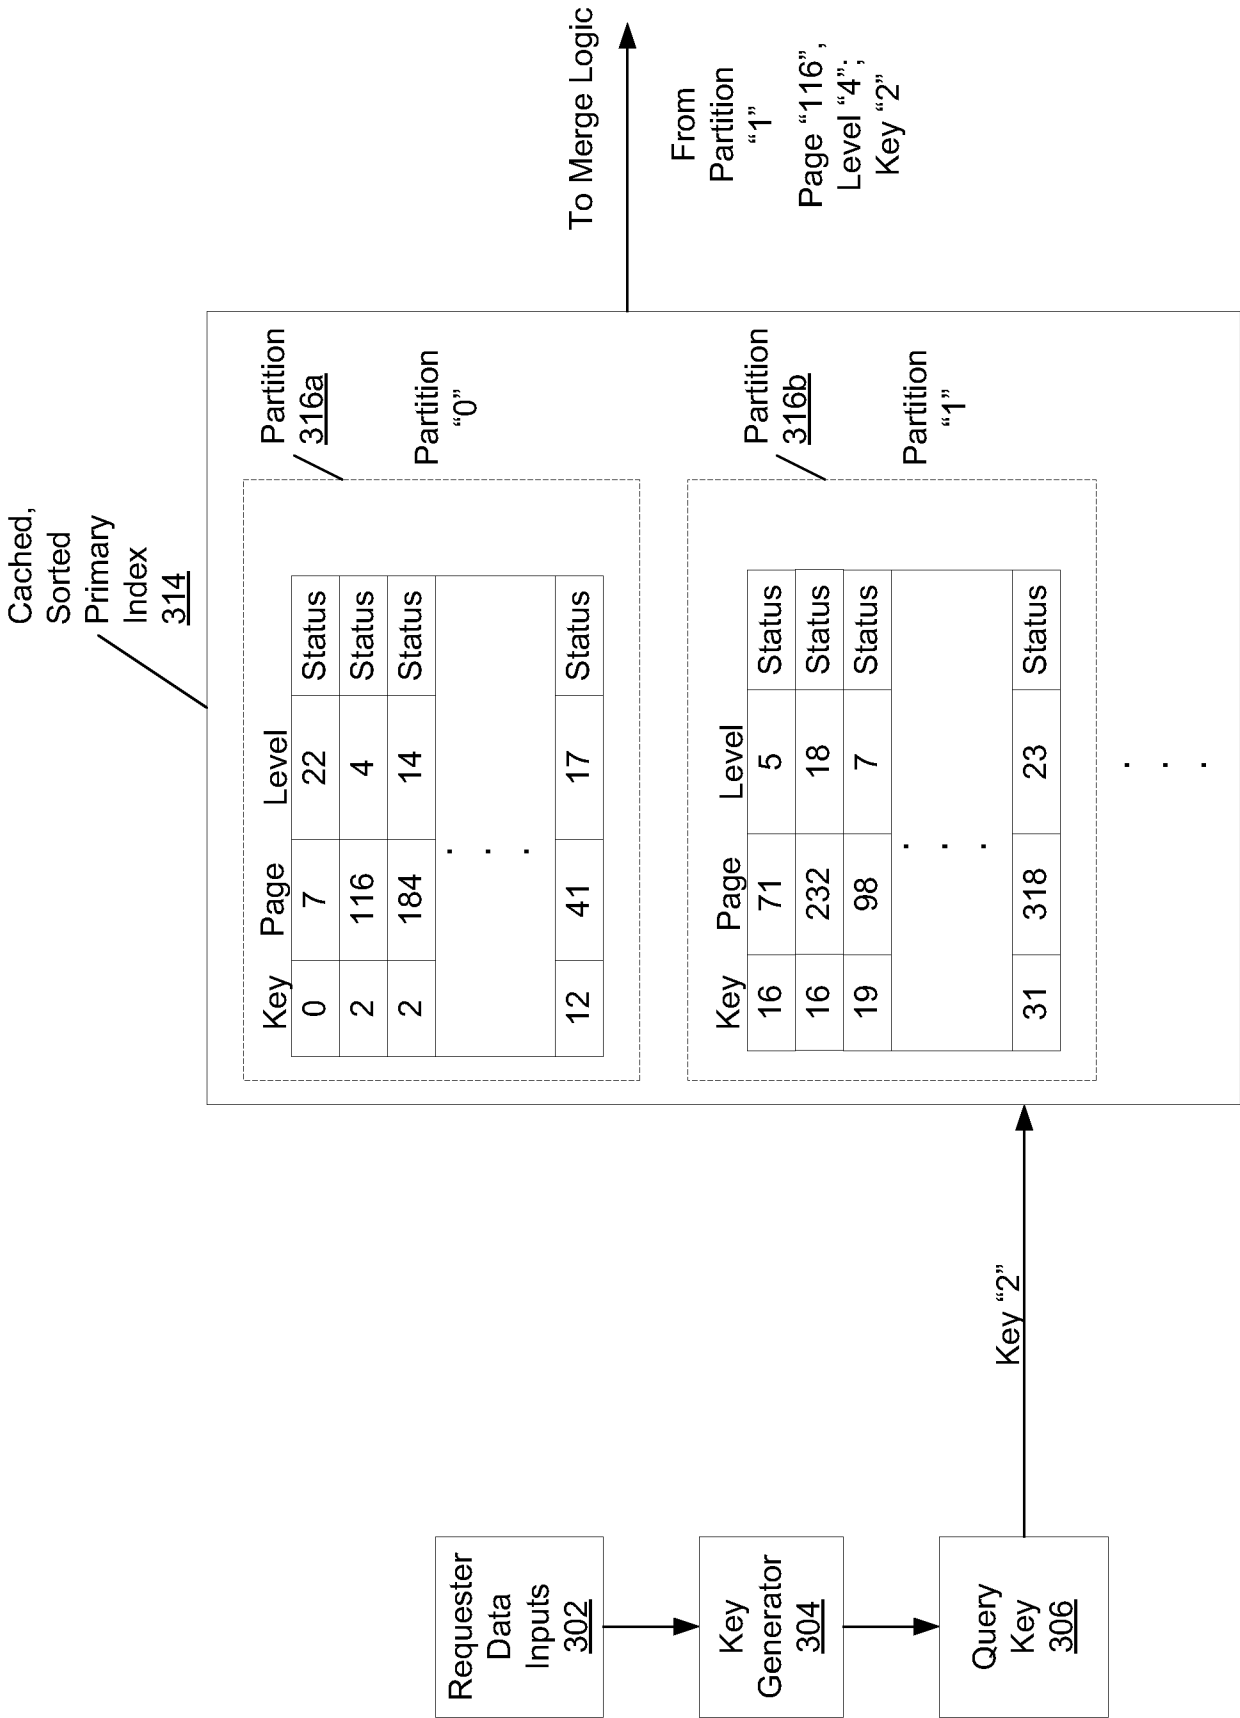 Cached,
Sorted
Primary
Index
314
Partition
316a
Partition
“0”
Key Page Level
0 7 22 Status
2 116 4 Status
2 184 14 Status
. . .
12 41 17 Status
Partition
316b
Partition
“1”
Key Page Level
16 71 5 Status
16 232 18 Status
19 98 7 Status
. . .
31 318 23 Status
. . .
Requester
Data
Inputs
302
Key
Generator
304
Query
Key
306
Key “2”
To Merge Logic
From
Partition
“1”
Page “116”,
Level “4”;
Key “2”